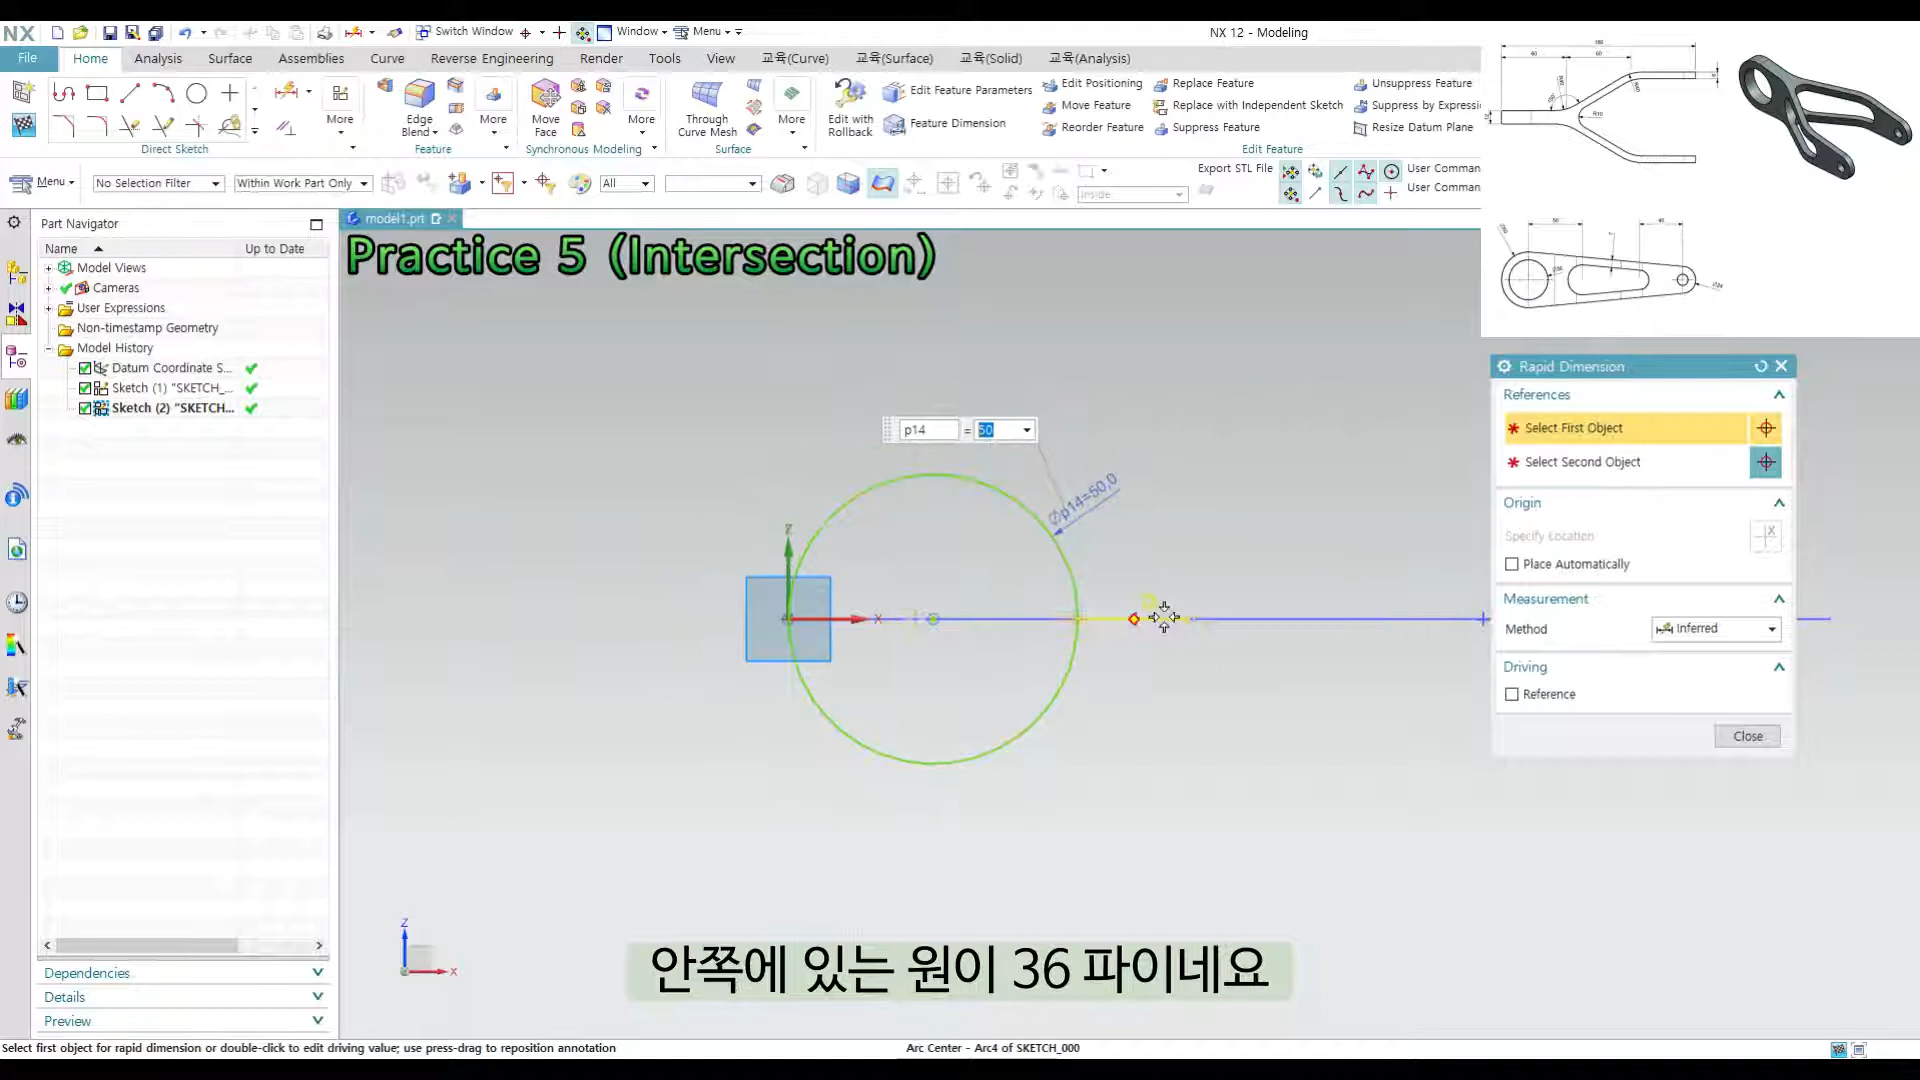 NX
Switch Window
Window
Menu
NX 12 - Modeling
File
Home
Analysis
Surface
Assemblies
Curve
Reverse Engineering
Render
Tools
View
교육(Curve)
교육(Surface)
교육(Solid)
교육(Analysis)
More
Direct Sketch
Edge Blend
More
Feature
Move Face
More
Synchronous Modeling
Through Curve Mesh
More
Surface
Edit with Rollback
Edit Feature Parameters
Feature Dimension
Edit Positioning
Move Feature
Reorder Feature
Replace Feature
Replace with Independent Sketch
Suppress Feature
Unsuppress Feature
Suppress by Expressi
Resize Datum Plane
Edit Feature
Menu
No Selection Filter
Within Work Part Only
All
Inside
Export STL File
User Comman
User Comman
Part Navigator
Name
Up to Date
Model Views
Cameras
User Expressions
Non-timestamp Geometry
Model History
Datum Coordinate S...
Sketch (1) "SKETCH_...
Sketch (2) "SKETCH...
Dependencies
Details
Preview
model1.prt
Practice 5 (Intersection)
p14
=
50
∅p14=50,0
Z
X
Z
X
Rapid Dimension
References
Select First Object
Select Second Object
Origin
Specify Location
Place Automatically
Measurement
Method
Inferred
Driving
Reference
Close
안쪽에 있는 원이 36 파이네요
Select first object for rapid dimension or double-click to edit driving value; use press-drag to reposition annotation
Arc Center - Arc4 of SKETCH_000